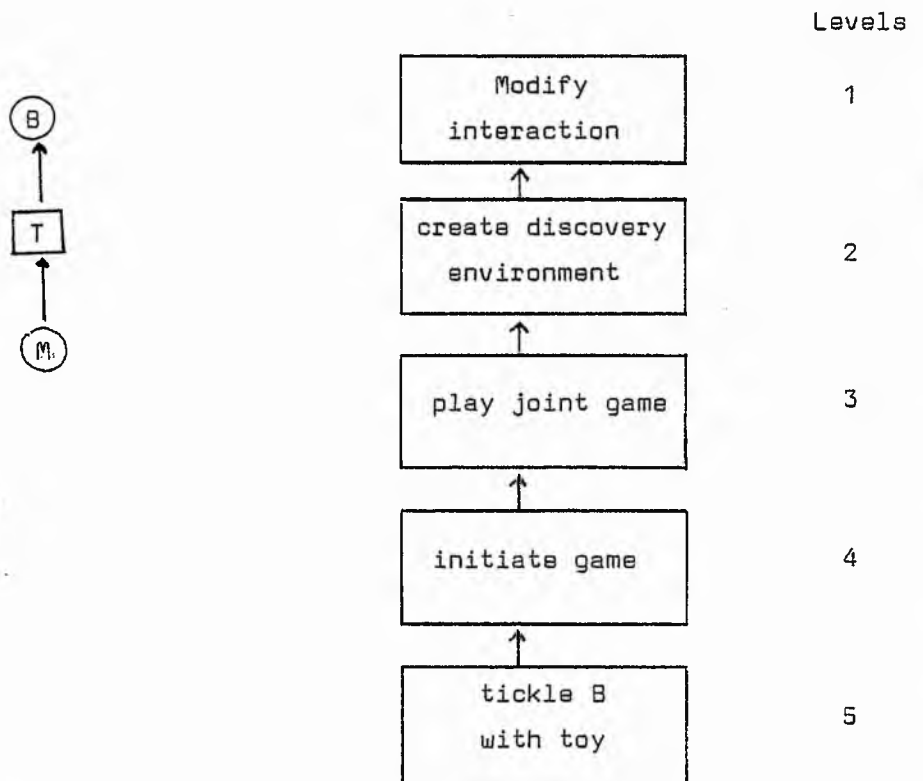 Levels
Modify
interaction
1
B
create discovery
environment
2
T
M
play joint game
3
initiate game
4
tickle B
with toy
5